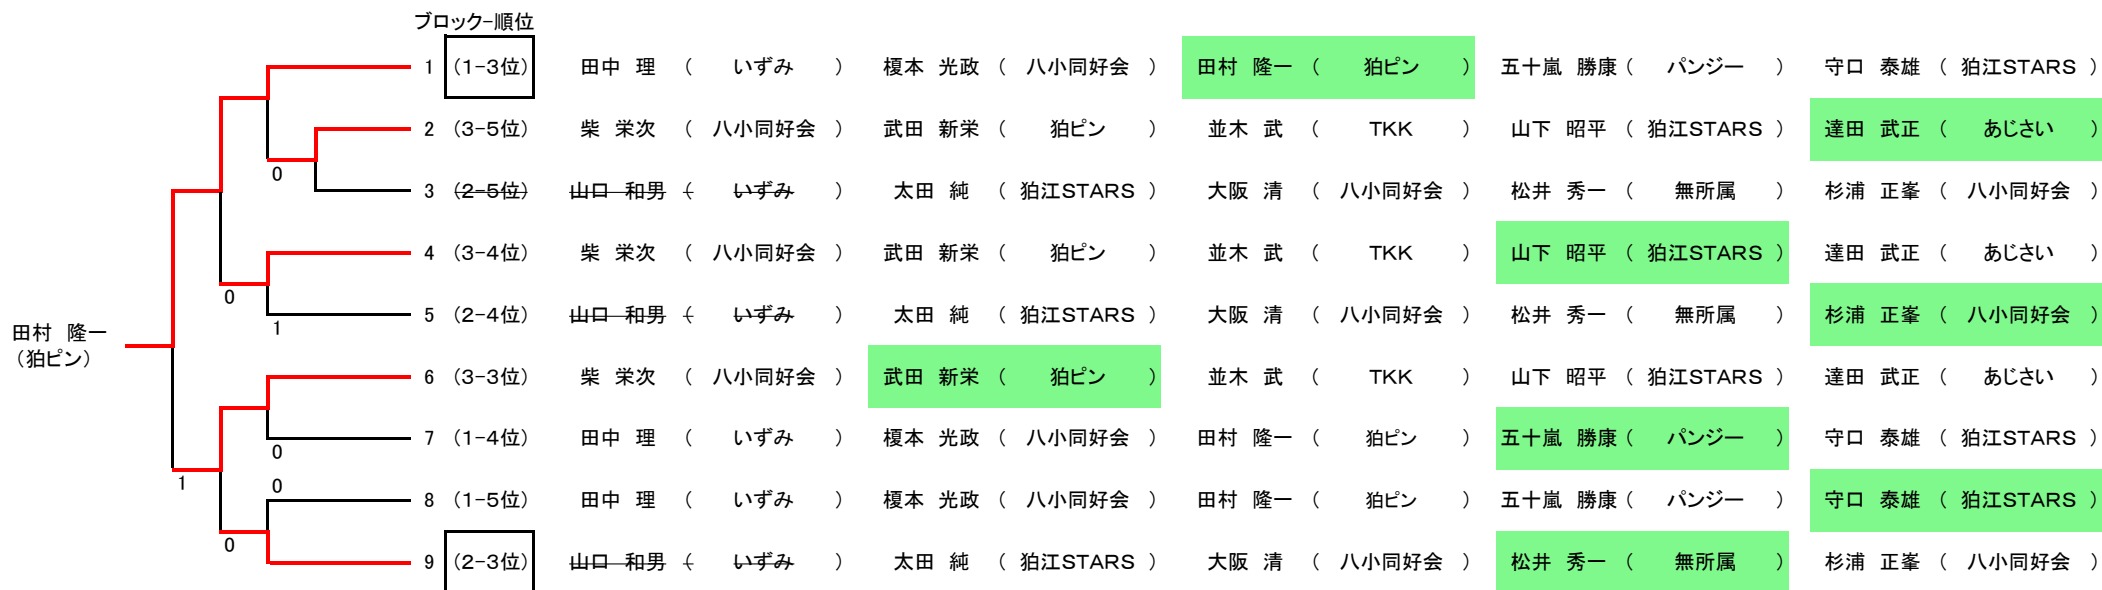 ブロック-順位
1 (1-3位) 田中 理 ( いずみ ) 榎本 光政 ( 八小同好会 ) 田村 隆一 ( 狛ピン ) 五十嵐 勝康 ( パンジー ) 守口 泰雄 ( 狛江STARS )
2 (3-5位) 柴 栄次 ( 八小同好会 ) 武田 新栄 ( 狛ピン ) 並木 武 ( TKK ) 山下 昭平 ( 狛江STARS ) 達田 武正 ( あじさい )
0
3 (2-5位) 山口 和男 ( いずみ ) 太田 純 ( 狛江STARS ) 大阪 清 ( 八小同好会 ) 松井 秀一 ( 無所属 ) 杉浦 正峯 ( 八小同好会 )
4 (3-4位) 柴 栄次 ( 八小同好会 ) 武田 新栄 ( 狛ピン ) 並木 武 ( TKK ) 山下 昭平 ( 狛江STARS ) 達田 武正 ( あじさい )
0
5 (2-4位) 山口 和男 ( いずみ ) 太田 純 ( 狛江STARS ) 大阪 清 ( 八小同好会 ) 松井 秀一 ( 無所属 ) 杉浦 正峯 ( 八小同好会 )
1
田村 隆一
(狛ピン)
6 (3-3位) 柴 栄次 ( 八小同好会 ) 武田 新栄 ( 狛ピン ) 並木 武 ( TKK ) 山下 昭平 ( 狛江STARS ) 達田 武正 ( あじさい )
7 (1-4位) 田中 理 ( いずみ ) 榎本 光政 ( 八小同好会 ) 田村 隆一 ( 狛ピン ) 五十嵐 勝康 ( パンジー ) 守口 泰雄 ( 狛江STARS )
0
1
0
8 (1-5位) 田中 理 ( いずみ ) 榎本 光政 ( 八小同好会 ) 田村 隆一 ( 狛ピン ) 五十嵐 勝康 ( パンジー ) 守口 泰雄 ( 狛江STARS )
0
9 (2-3位) 山口 和男 ( いずみ ) 太田 純 ( 狛江STARS ) 大阪 清 ( 八小同好会 ) 松井 秀一 ( 無所属 ) 杉浦 正峯 ( 八小同好会 )